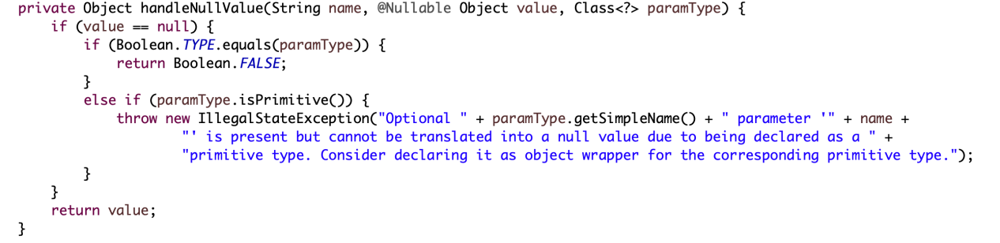 private Object handleNullValue(String name, @Nullable Object value, Class<?> paramType) {
    if (value == null) {
        if (Boolean.TYPE.equals(paramType)) {
            return Boolean.FALSE;
        }
        else if (paramType.isPrimitive()) {
            throw new IllegalStateException("Optional " + paramType.getSimpleName() + " parameter '" + name +
                    "' is present but cannot be translated into a null value due to being declared as a " +
                    "primitive type. Consider declaring it as object wrapper for the corresponding primitive type.");
        }
    }
    return value;
}